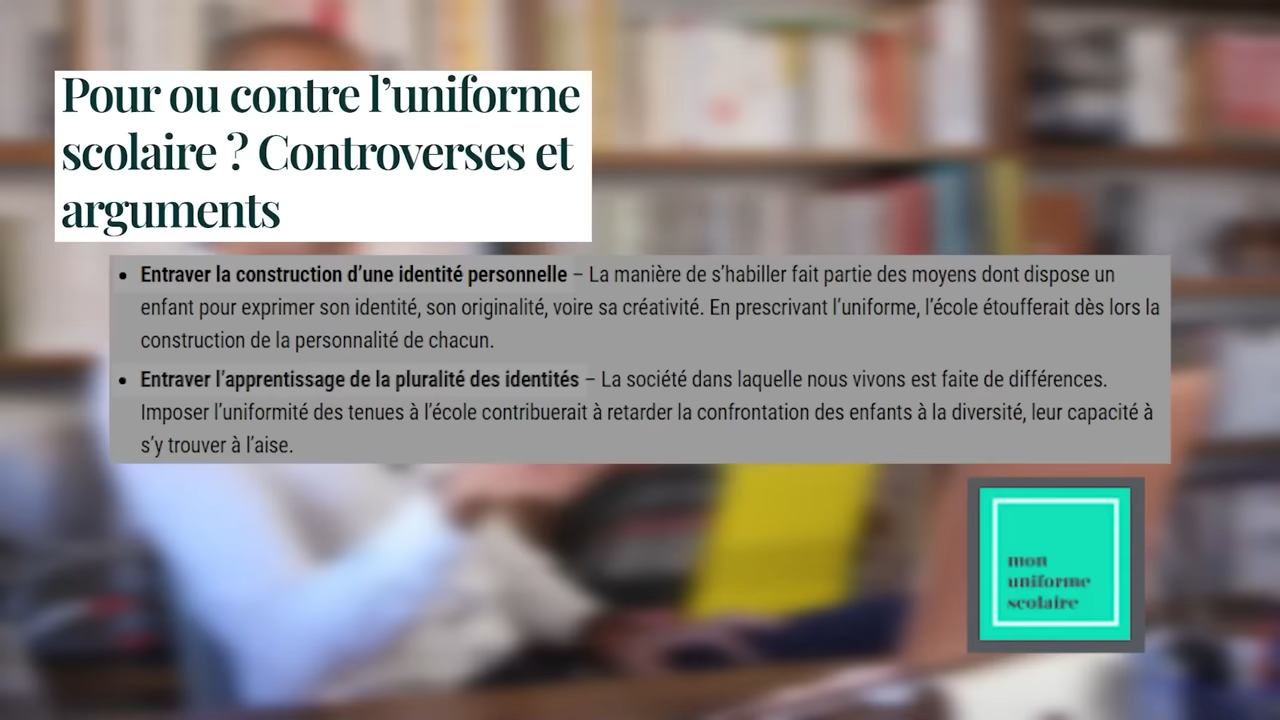 Pour ou contre l’uniforme
scolaire ? Controverses et
arguments
• Entraver la construction d’une identité personnelle – La manière de s’habiller fait partie des moyens dont dispose un
enfant pour exprimer son identité, son originalité, voire sa créativité. En prescrivant l’uniforme, l’école étoufferait dès lors la
construction de la personnalité de chacun.
• Entraver l’apprentissage de la pluralité des identités – La société dans laquelle nous vivons est faite de différences.
Imposer l’uniformité des tenues à l’école contribuerait à retarder la confrontation des enfants à la diversité, leur capacité à
s’y trouver à l’aise.
mon
uniforme
scolaire